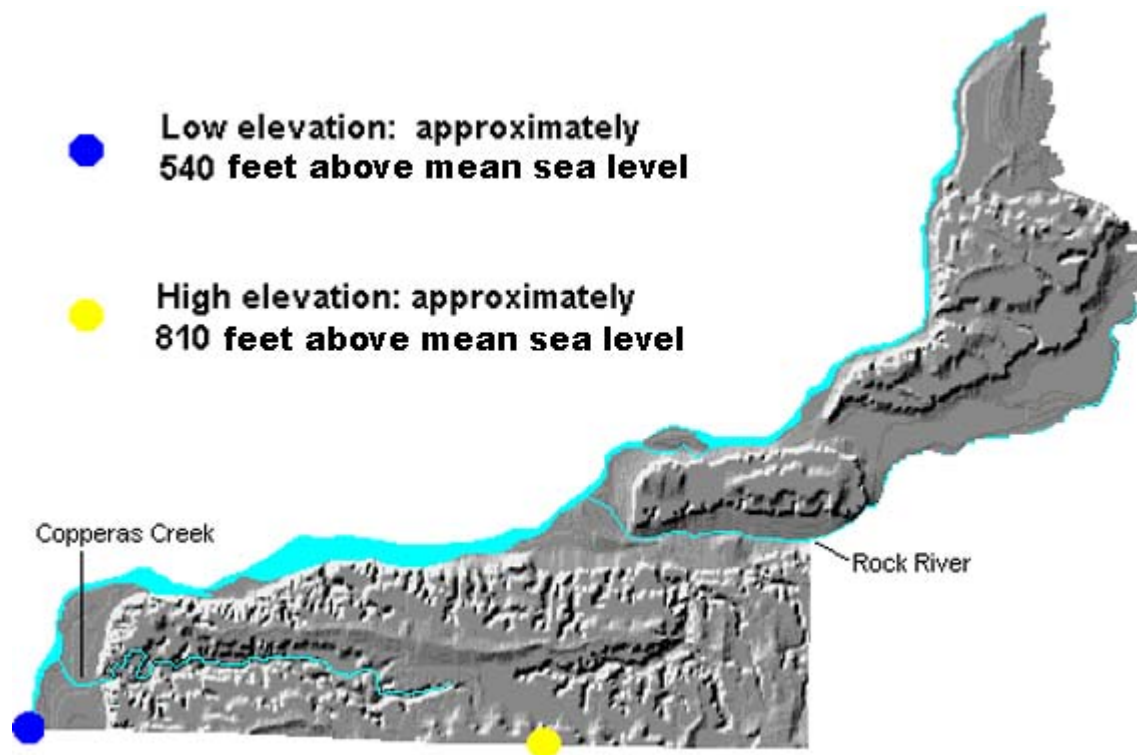 Low elevation: approximately
540 feet above mean sea level
High elevation: approximately
810 feet above mean sea level
Copperas Creek
Rock River